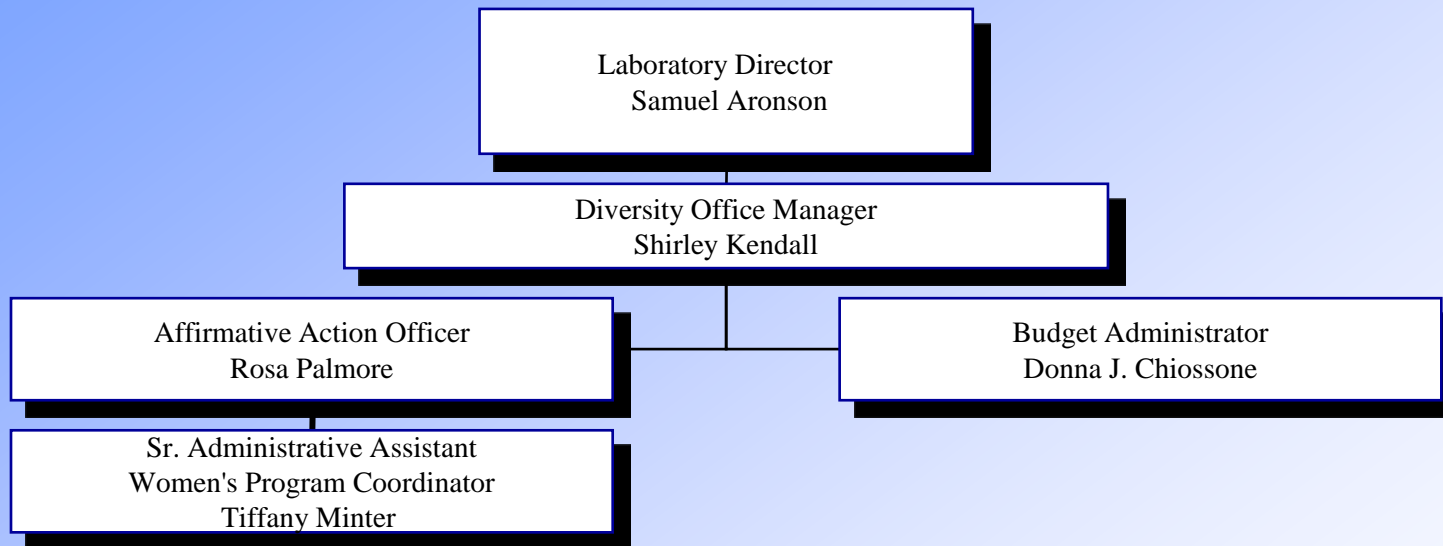 Laboratory Director
Samuel Aronson
Diversity Office Manager
Shirley Kendall
Affirmative Action Officer
Rosa Palmore
Budget Administrator
Donna J. Chiossone
Sr. Administrative Assistant
Women's Program Coordinator
Tiffany Minter